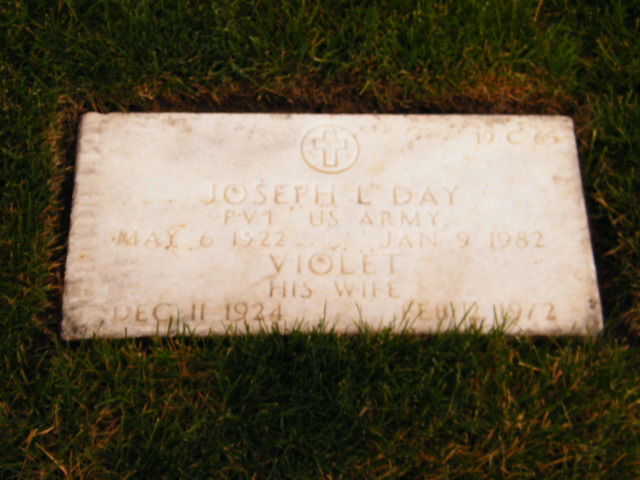 19 C 65
JOSEPH L DAY
PVT US ARMY
MAY 6 1922 JAN 9 1982
VIOLET
HIS WIFE
DEC 11 1924 FEB 1972